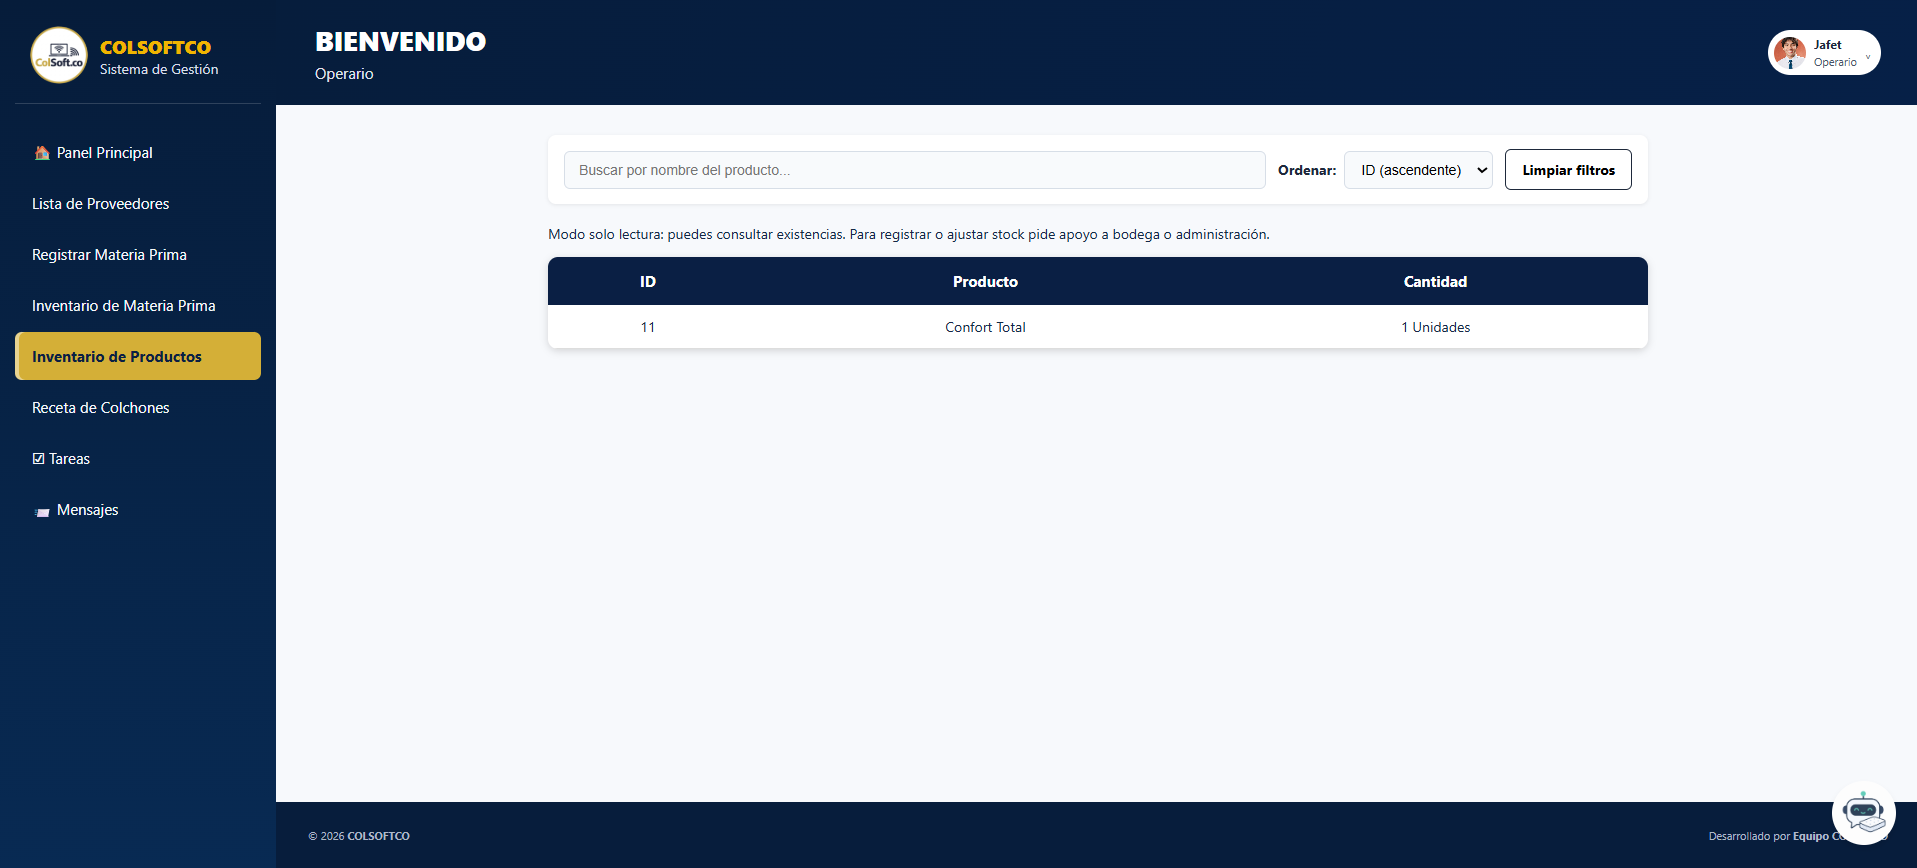 ColSoft.co
COLSOFTCO
Sistema de Gestión
Panel Principal
Lista de Proveedores
Registrar Materia Prima
Inventario de Materia Prima
Inventario de Productos
Receta de Colchones
Tareas
Mensajes
BIENVENIDO
Operario
Jafet
Operario
Buscar por nombre del producto...
Ordenar:
ID (ascendente)
Limpiar filtros
Modo solo lectura: puedes consultar existencias. Para registrar o ajustar stock pide apoyo a bodega o administración.
ID Producto Cantidad
11 Confort Total 1 Unidades
© 2026 COLSOFTCO
Desarrollado por Equipo